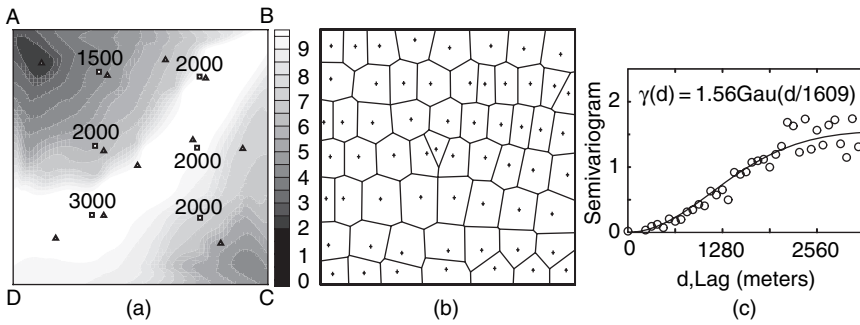 A
B
1500
2000
2000
2000
3000
2000
D
C
(a)
9
8
7
6
5
4
3
2
1
0
(b)
Semivariogram
2
1
0
γ(d) = 1.56Gau(d/1609)
0
1280
2560
d,Lag (meters)
(c)